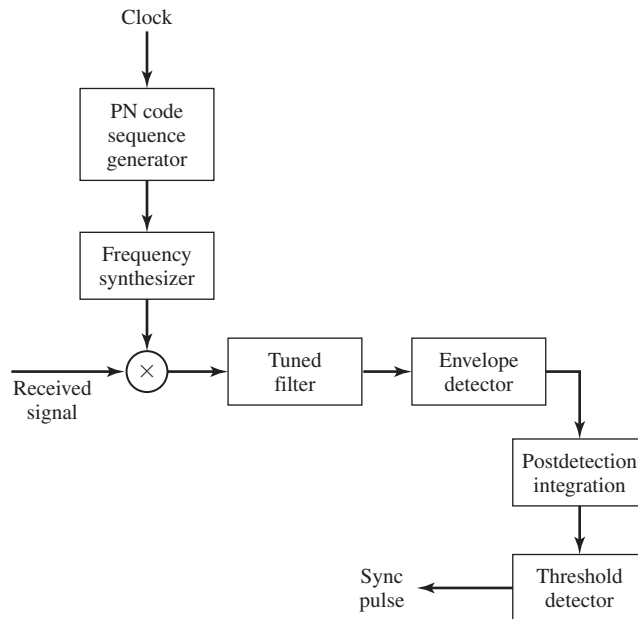 Clock
PN code
sequence
generator
Frequency
synthesizer
×
Received
signal
Tuned
filter
Envelope
detector
Postdetection
integration
Threshold
detector
Sync
pulse